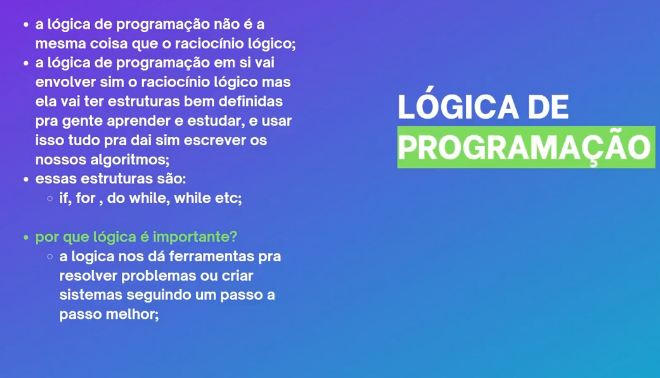 • a lógica de programação não é a
mesma coisa que o raciocínio lógico;
• a lógica de programação em si vai
envolver sim o raciocínio lógico mas
ela vai ter estruturas bem definidas
pra gente aprender e estudar, e usar
isso tudo pra dai sim escrever os
nossos algoritmos;
• essas estruturas são:
○ if, for , do while, while etc;
• por que lógica é importante?
○ a logica nos dá ferramentas pra
resolver problemas ou criar
sistemas seguindo um passo a
passo melhor;
LÓGICA DE
PROGRAMAÇÃO